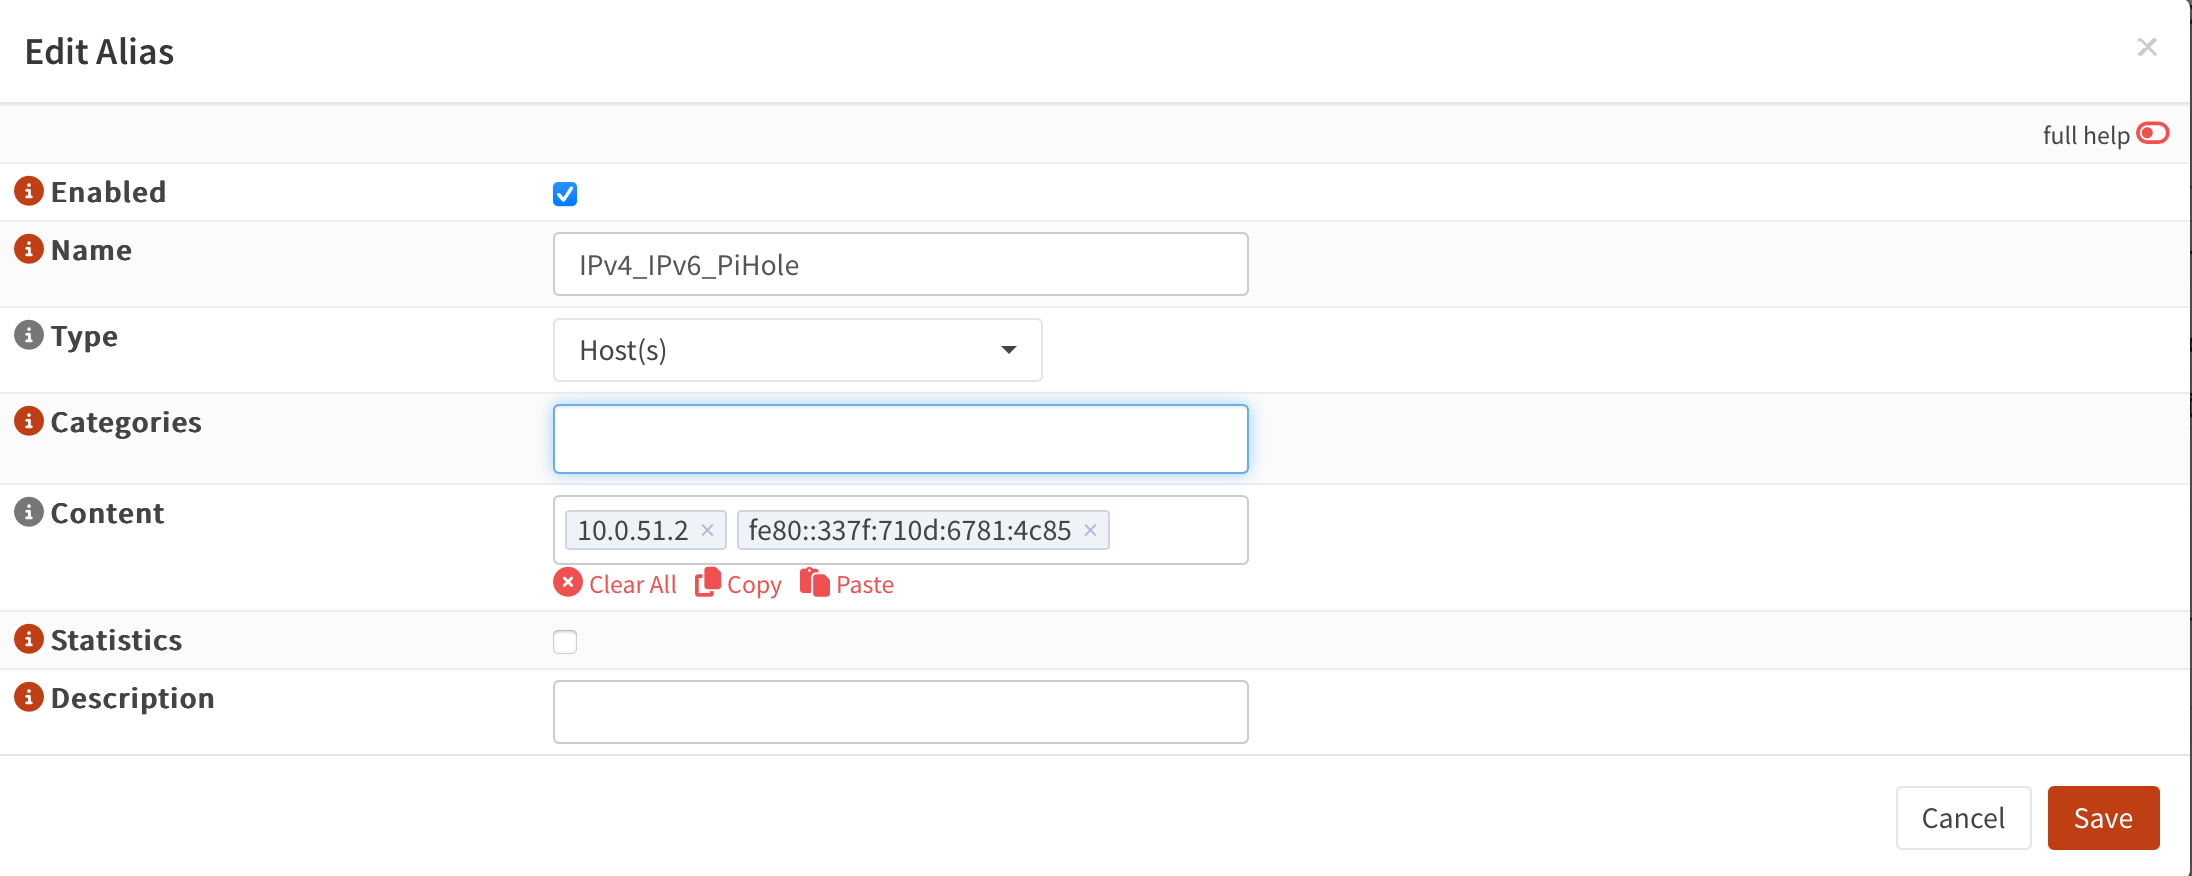 Edit Alias
×
full help
Enabled
Name
IPv4_IPv6_PiHole
Type
Host(s)
Categories
Content
10.0.51.2 × fe80::337f:710d:6781:4c85 ×
Clear All Copy Paste
Statistics
Description
Cancel Save